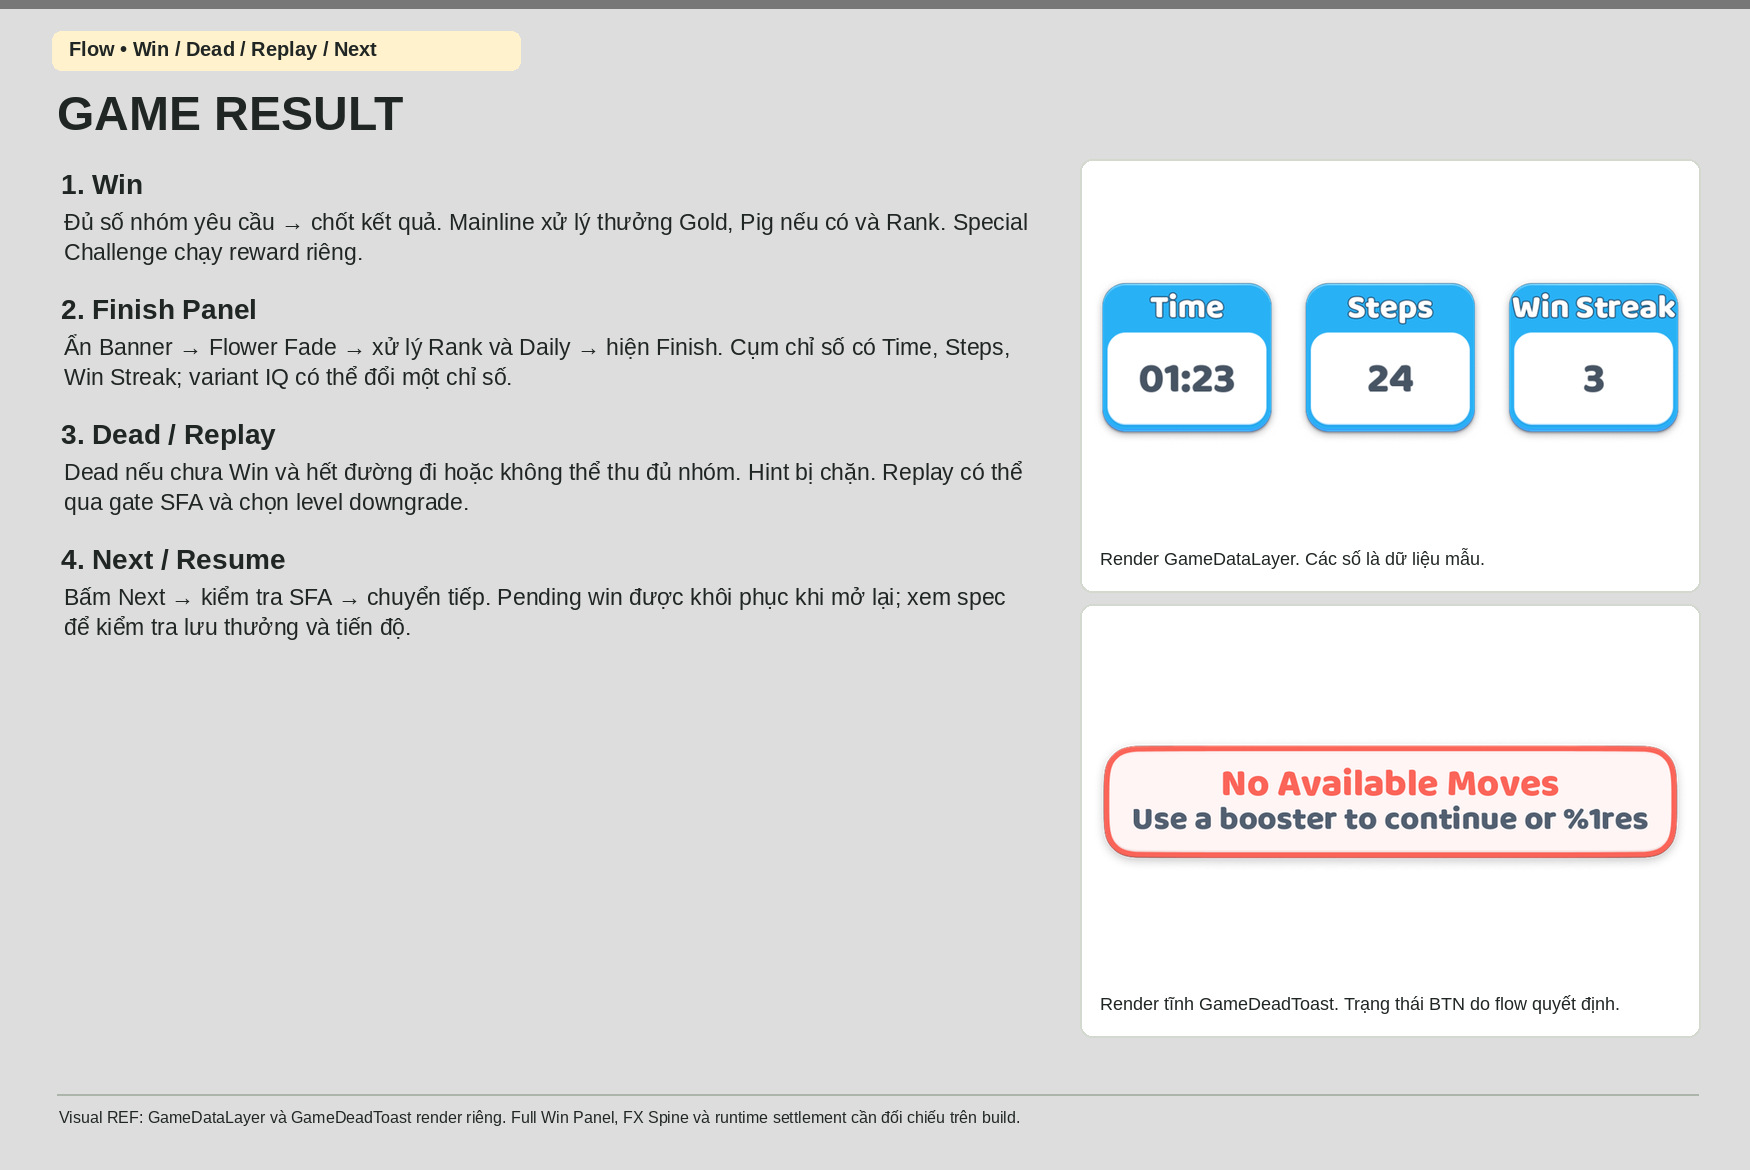 Flow • Win / Dead / Replay / Next
GAME RESULT
1. Win
Đủ số nhóm yêu cầu → chốt kết quả. Mainline xử lý thưởng Gold, Pig nếu có và Rank. Special
Challenge chạy reward riêng.
2. Finish Panel
Ẩn Banner → Flower Fade → xử lý Rank và Daily → hiện Finish. Cụm chỉ số có Time, Steps,
Win Streak; variant IQ có thể đổi một chỉ số.
3. Dead / Replay
Dead nếu chưa Win và hết đường đi hoặc không thể thu đủ nhóm. Hint bị chặn. Replay có thể
qua gate SFA và chọn level downgrade.
4. Next / Resume
Bấm Next → kiểm tra SFA → chuyển tiếp. Pending win được khôi phục khi mở lại; xem spec
để kiểm tra lưu thưởng và tiến độ.
Time Steps Win Streak
01:23 24 3
Render GameDataLayer. Các số là dữ liệu mẫu.
No Available Moves
Use a booster to continue or %1res
Render tĩnh GameDeadToast. Trạng thái BTN do flow quyết định.
Visual REF: GameDataLayer và GameDeadToast render riêng. Full Win Panel, FX Spine và runtime settlement cần đối chiếu trên build.